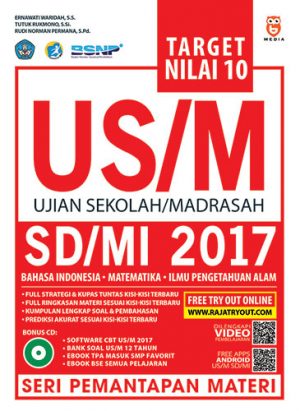 ERNAWATI WARIDAH, S.S.
TUTUK RUKMONO, S.Si.
RUDI NORMAN PERMANA, S.Pd.
BSNP
TARGET
NILAI 10
MEDIA
US/M
UJIAN SEKOLAH/MADRASAH
SD/MI 2017
BAHASA INDONESIA • MATEMATIKA • ILMU PENGETAHUAN ALAM
• FULL STRATEGI & KUPAS TUNTAS KISI-KISI TERBARU
• FULL RINGKASAN MATERI SESUAI KISI-KISI TERBARU
• KUMPULAN LENGKAP SOAL & PEMBAHASAN
• PREDIKSI AKURAT SESUAI KISI-KISI TERBARU
FREE TRY OUT ONLINE
WWW.RAJATRYOUT.COM
BONUS CD:
• SOFTWARE CBT US/M 2017
• BANK SOAL US/M 12 TAHUN
• EBOOK TPA MASUK SMP FAVORIT
• EBOOK BSE SEMUA PELAJARAN
DILENGKAPI
VIDEO
PEMBELAJARAN
FREE APPS
ANDROID
US/M SD/MI
SERI PEMANTAPAN MATERI